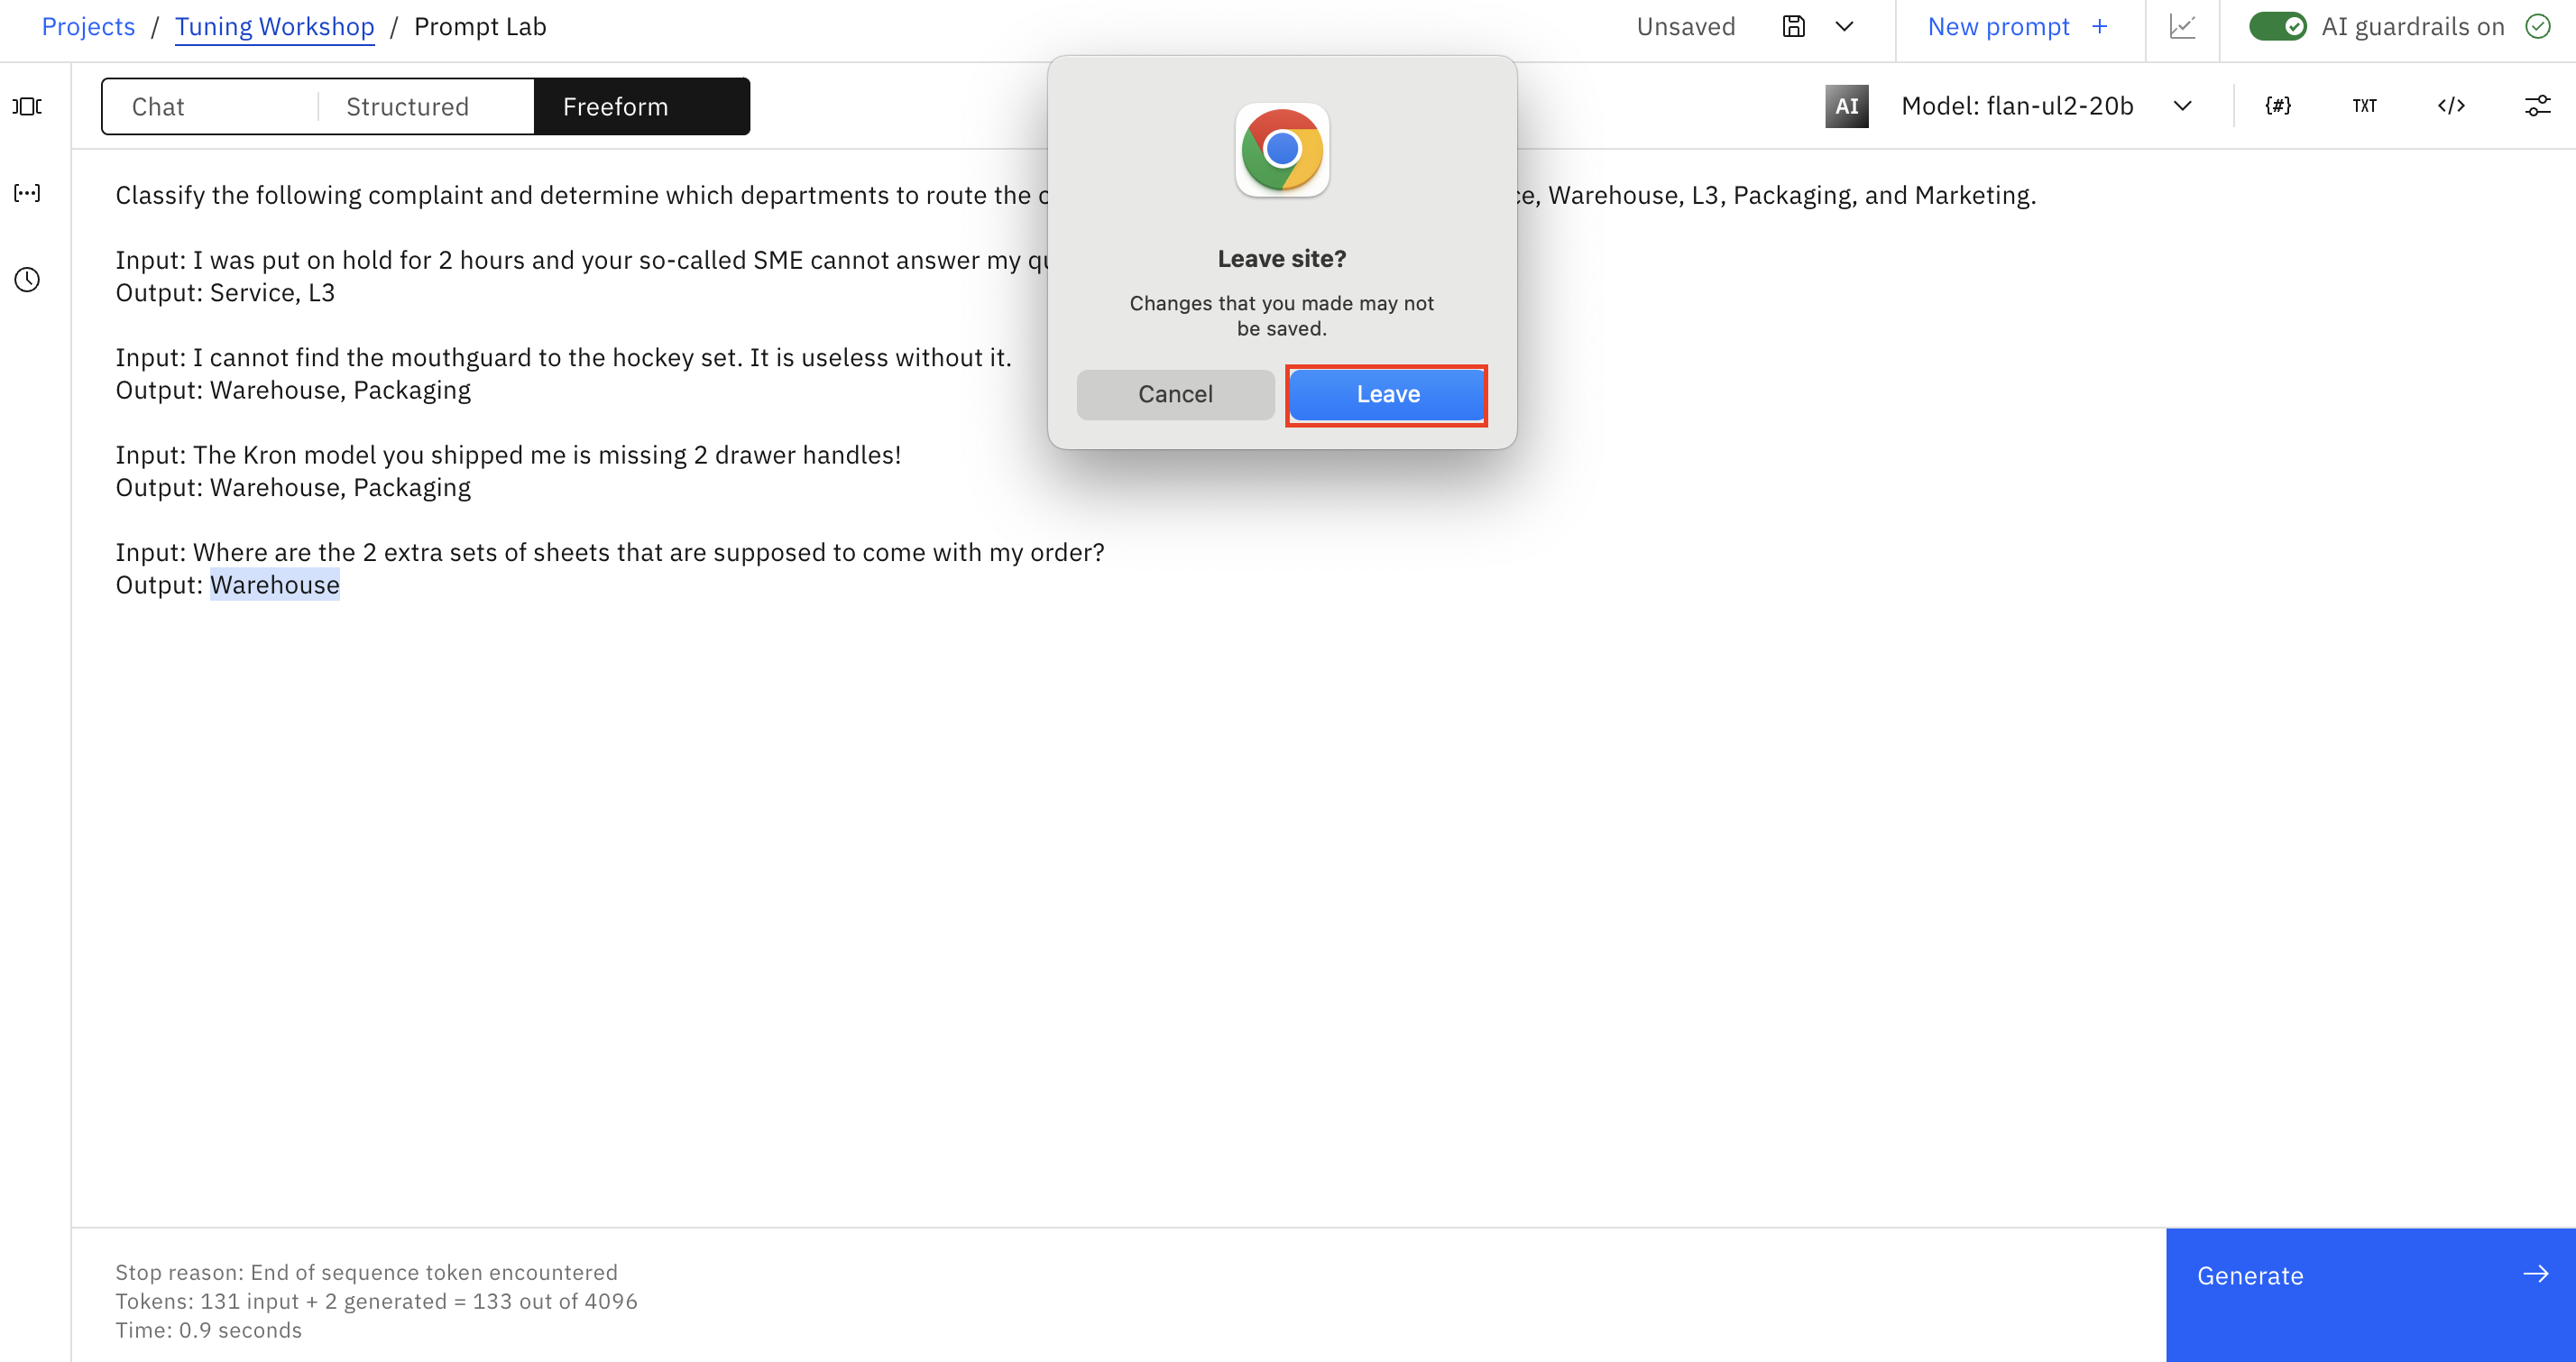 Projects / Tuning Workshop / Prompt Lab
Unsaved
New prompt +
AI guardrails on
Chat
Structured
Freeform
AI
Model: flan-ul2-20b
{#}
TXT
</>
Classify the following complaint and determine which departments to route the
Warehouse, L3, Packaging, and Marketing.
Input: I was put on hold for 2 hours and your so-called SME cannot answer my
Output: Service, L3
Input: I cannot find the mouthguard to the hockey set. It is useless without it.
Output: Warehouse, Packaging
Input: The Kron model you shipped me is missing 2 drawer handles!
Output: Warehouse, Packaging
Input: Where are the 2 extra sets of sheets that are supposed to come with my order?
Output: Warehouse
Leave site?
Changes that you made may not
be saved.
Cancel
Leave
Stop reason: End of sequence token encountered
Tokens: 131 input + 2 generated = 133 out of 4096
Time: 0.9 seconds
Generate